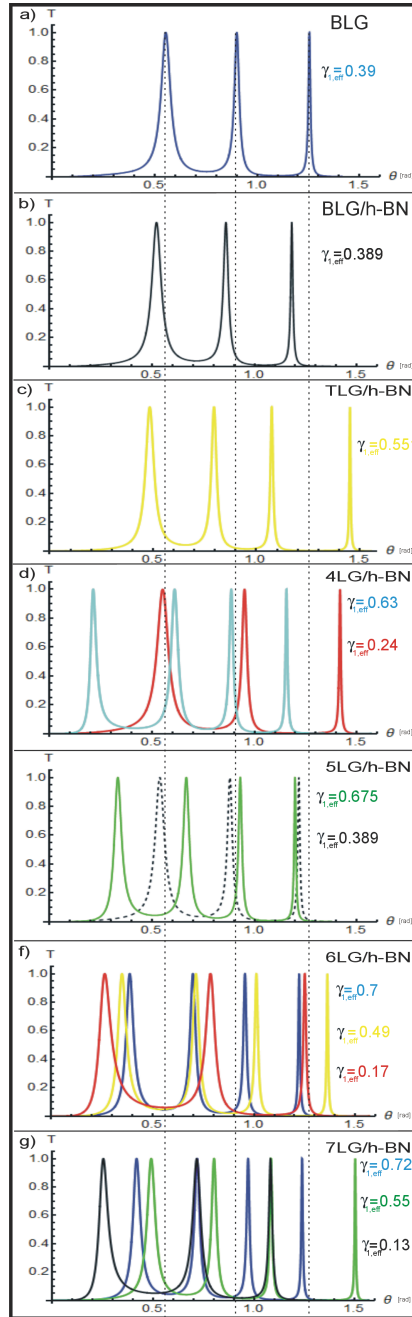 a) T BLG
1.0
0.8
γ1,eff=0.39
0.6
0.4
0.2
0.5 1.0 1.5 θ [rad]
b) T BLG/h-BN
1.0
0.8
γ1,eff=0.389
0.6
0.4
0.2
0.5 1.0 1.5 θ [rad]
c) T TLG/h-BN
1.0
0.8
γ1,eff=0.55
0.6
0.4
0.2
0.5 1.0 1.5 θ [rad]
d) T 4LG/h-BN
1.0
γ1,eff=0.63
0.8
γ1,eff=0.24
0.6
0.4
0.2
0.5 1.0 1.5 θ [rad]
T 5LG/h-BN
1.0
γ1,eff=0.675
0.8
γ1,eff=0.389
0.6
0.4
0.2
0.5 1.0 1.5 θ [rad]
f) T 6LG/h-BN
1.0
γ1,eff=0.7
0.8
γ1,eff=0.49
0.6
0.4
γ1,eff=0.17
0.2
0.5 1.0 1.5 θ [rad]
g) T 7LG/h-BN
1.0
γ1,eff=0.72
0.8
γ1,eff=0.55
0.6
γ1,eff=0.13
0.4
0.2
0.5 1.0 1.5 θ [rad]